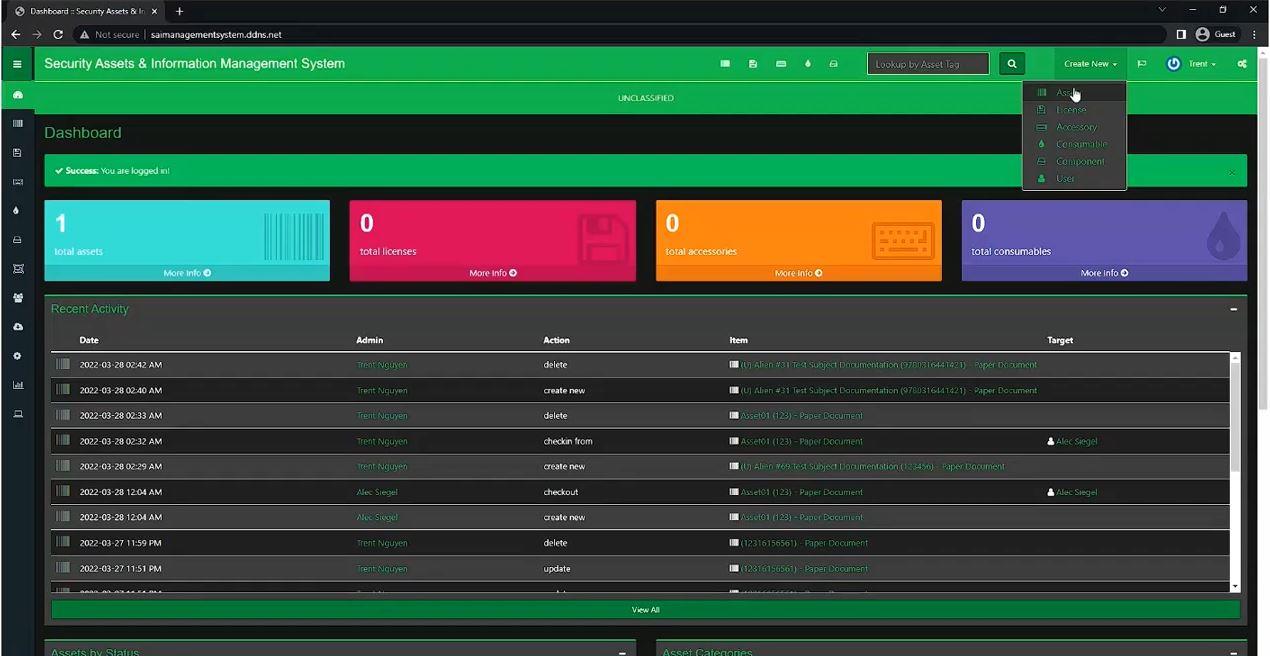 Dashboard :: Security Assets & In
Not secure | saimanagementsystem.ddns.net
Guest
Security Assets & Information Management System
Lookup by Asset Tag
Create New
Trent
UNCLASSIFIED
License
Accessory
Consumable
Component
User
Dashboard
Success: You are logged in!
1
total assets
More Info
0
total licenses
More Info
0
total accessories
More Info
0
total consumables
More Info
Recent Activity
Date Admin Action Item Target
2022-03-28 02:42 AM Trent Nguyen delete (U) Alien #31 Test Subject Documentation (9780316441421) - Paper Document
2022-03-28 02:40 AM Trent Nguyen create new (U) Alien #31 Test Subject Documentation (9780316441421) - Paper Document
2022-03-28 02:33 AM Trent Nguyen delete Asset01 (123) - Paper Document
2022-03-28 02:32 AM Trent Nguyen checkin from Asset01 (123) - Paper Document Alec Siegel
2022-03-28 02:29 AM Trent Nguyen create new (U) Alien #69 Test Subject Documentation (123456) - Paper Document
2022-03-28 12:04 AM Alec Siegel checkout Asset01 (123) - Paper Document Alec Siegel
2022-03-28 12:04 AM Alec Siegel create new Asset01 (123) - Paper Document
2022-03-27 11:59 PM Trent Nguyen delete (12316156561) - Paper Document
2022-03-27 11:51 PM Trent Nguyen update (12316156561) - Paper Document
View All
Assets by Status
Asset Categories